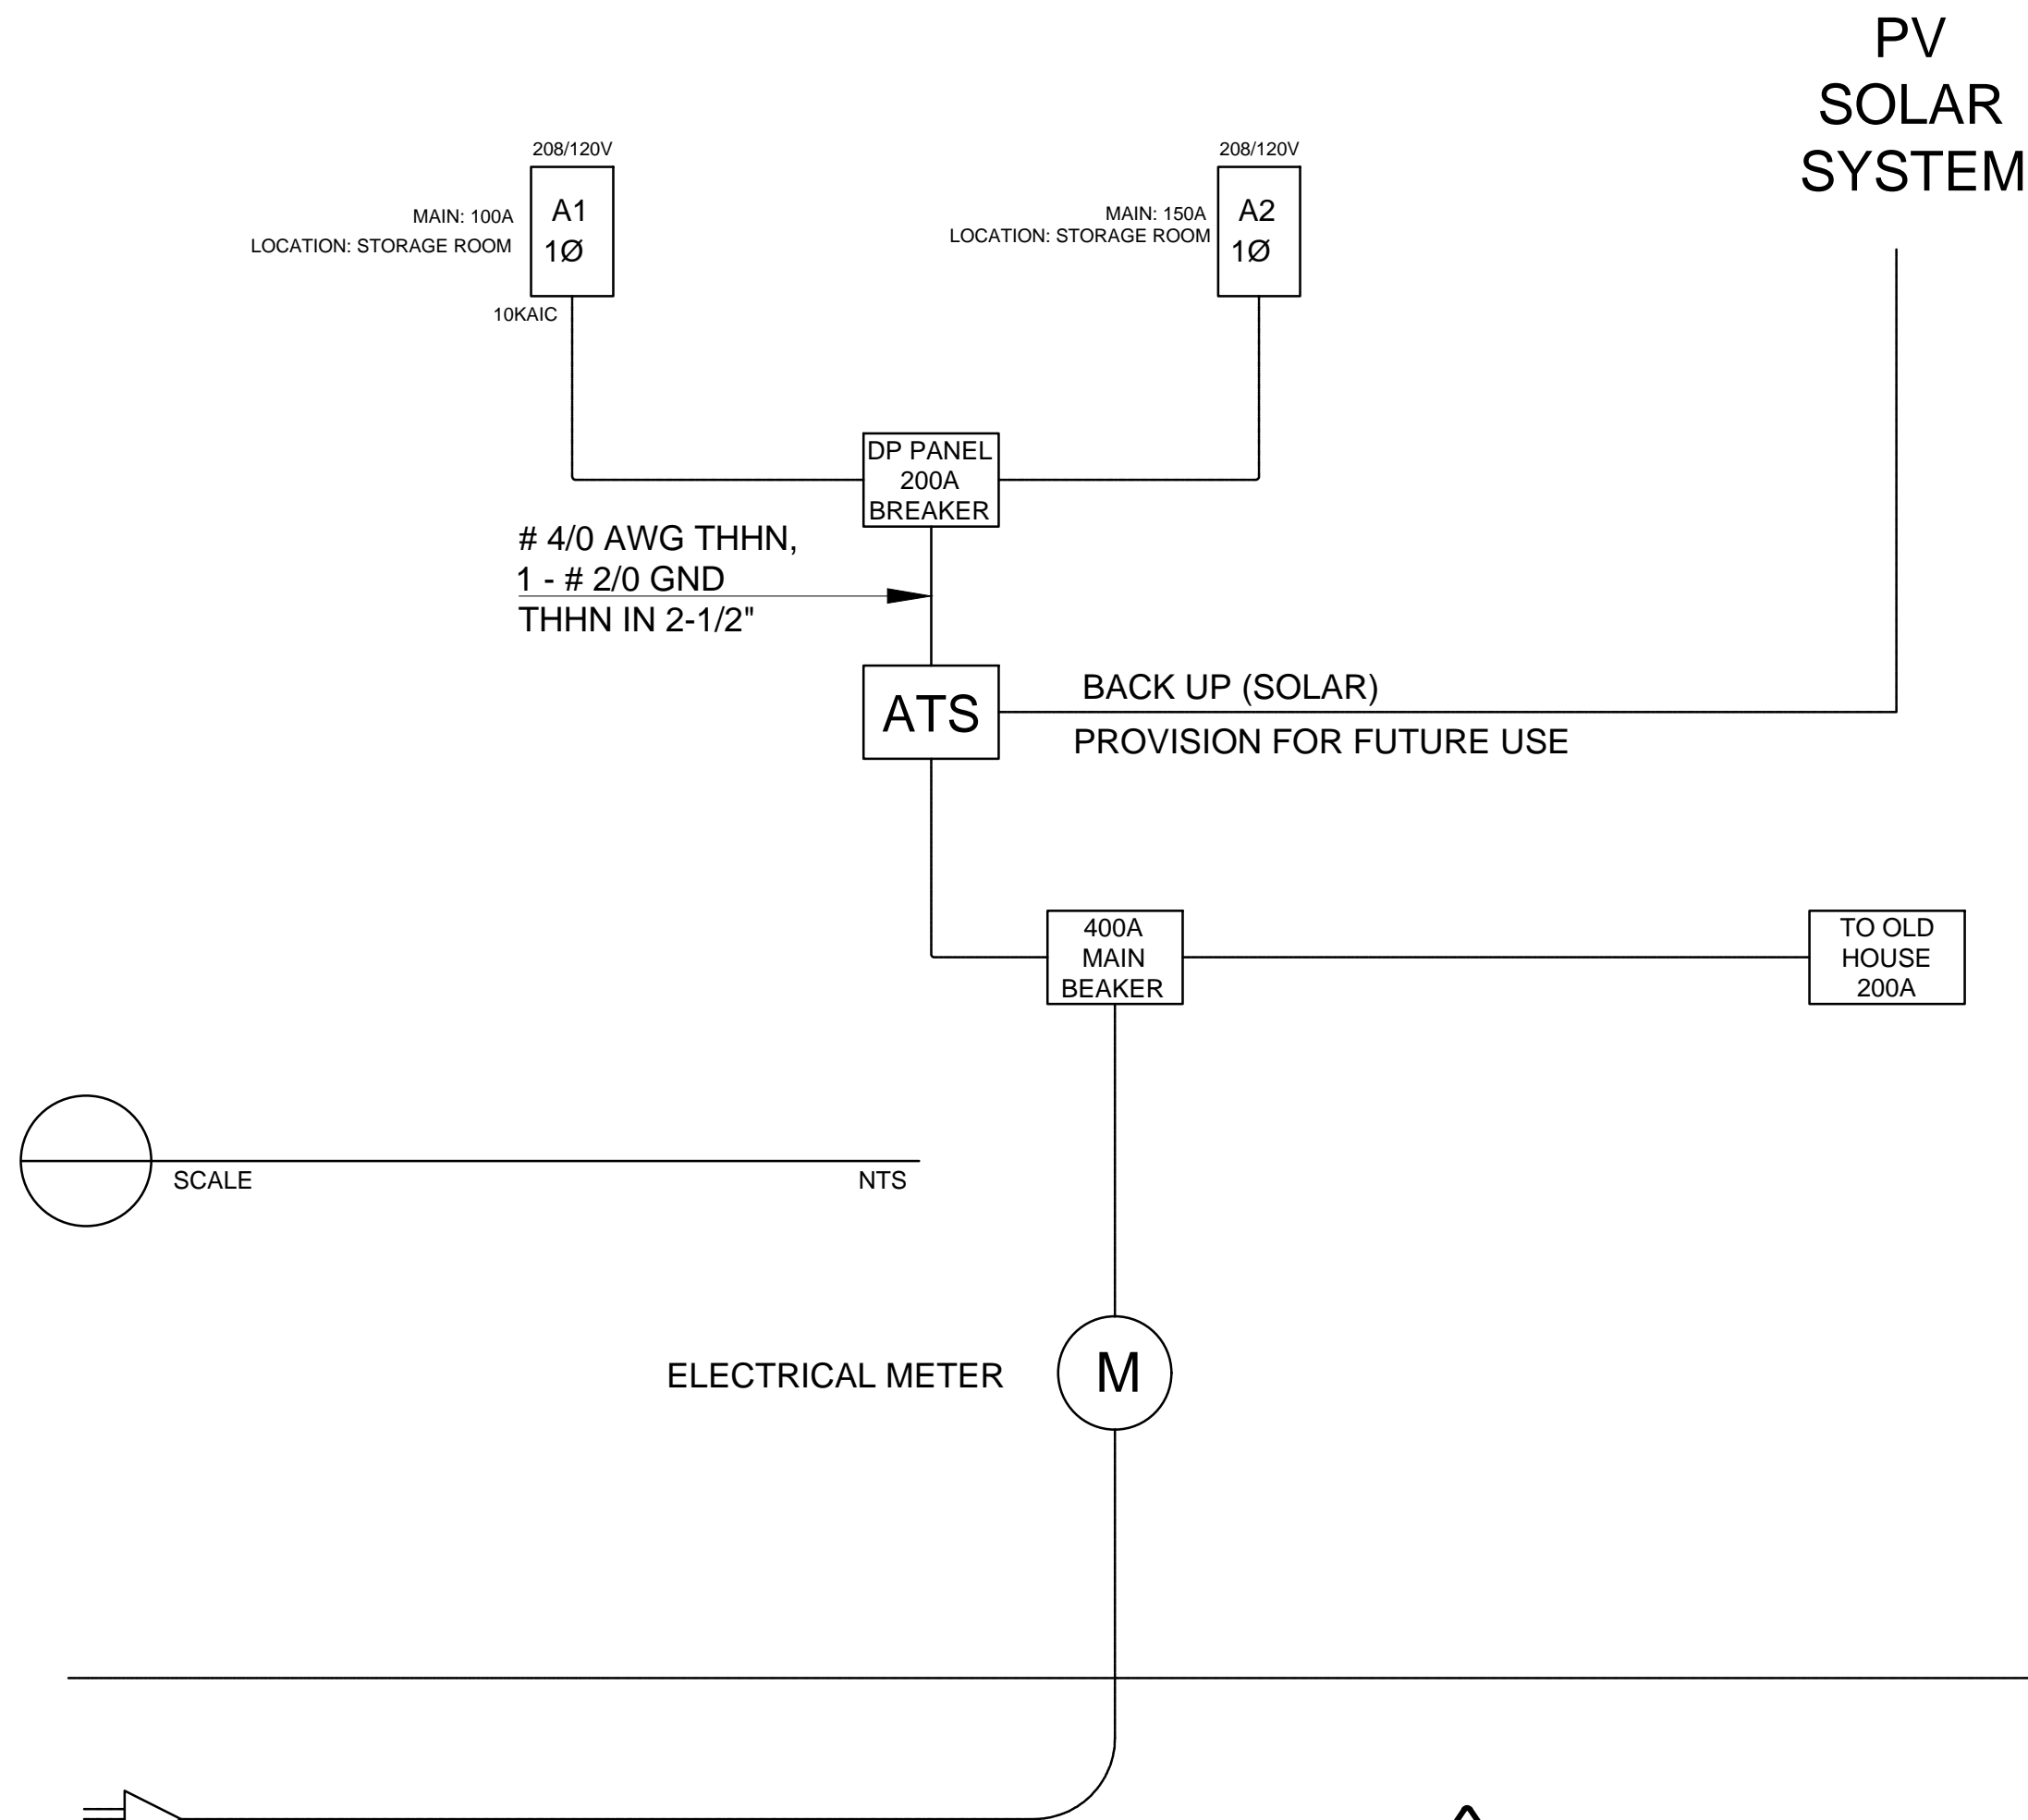 PV
SOLAR
SYSTEM
208/120V
A1
1Ø
MAIN: 100A
LOCATION: STORAGE ROOM
10KAIC
208/120V
A2
1Ø
MAIN: 150A
LOCATION: STORAGE ROOM
DP PANEL
200A
BREAKER
# 4/0 AWG THHN,
1 - # 2/0 GND
THHN IN 2-1/2"
ATS
BACK UP (SOLAR)
PROVISION FOR FUTURE USE
400A
MAIN
BEAKER
TO OLD
HOUSE
200A
SCALE
NTS
ELECTRICAL METER
M